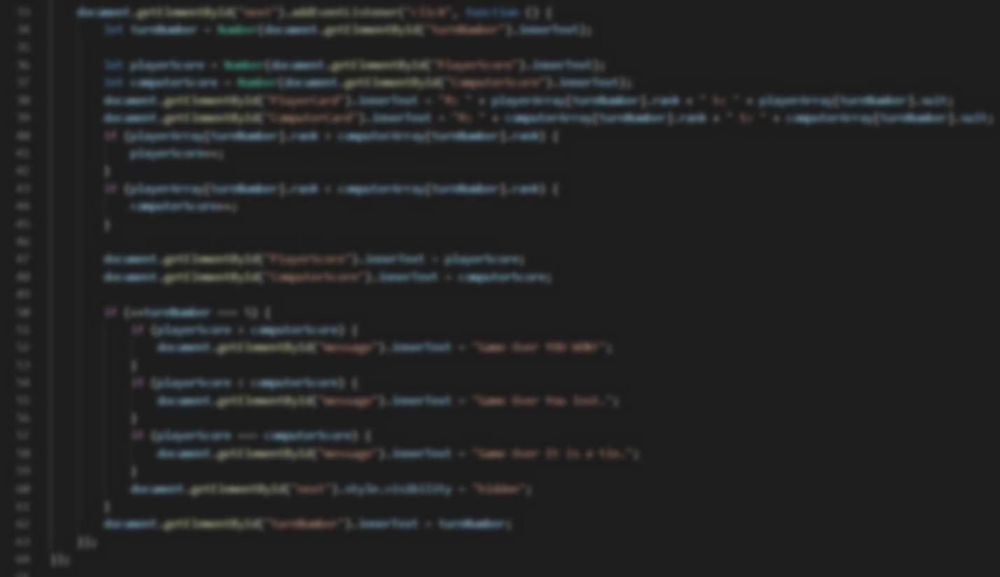 document.getElementById("next").addEventListener("click", function () {
let turnNumber = Number(document.getElementById("turnNumber").innerText);
let playerScore = Number(document.getElementById("PlayerScore").innerText);
let computerScore = Number(document.getElementById("ComputerScore").innerText);
document.getElementById("PlayerCard").innerText = "R: " + playerArray[turnNumber].rank + " S: " + playerArray[turnNumber].suit;
document.getElementById("ComputerCard").innerText = "R: " + computerArray[turnNumber].rank + " S: " + computerArray[turnNumber].suit;
if (playerArray[turnNumber].rank > computerArray[turnNumber].rank) {
playerScore++;
}
if (playerArray[turnNumber].rank < computerArray[turnNumber].rank) {
computerScore++;
}
document.getElementById("PlayerScore").innerText = playerScore;
document.getElementById("ComputerScore").innerText = computerScore;
if (++turnNumber === 5) {
if (playerScore > computerScore) {
document.getElementById("message").innerText = "Game Over YOU WON!";
}
if (playerScore < computerScore) {
document.getElementById("message").innerText = "Game Over You lost.";
}
if (playerScore === computerScore) {
document.getElementById("message").innerText = "Game Over It is a tie.";
}
document.getElementById("next").style.visibility = "hidden";
}
document.getElementById("turnNumber").innerText = turnNumber;
});
});